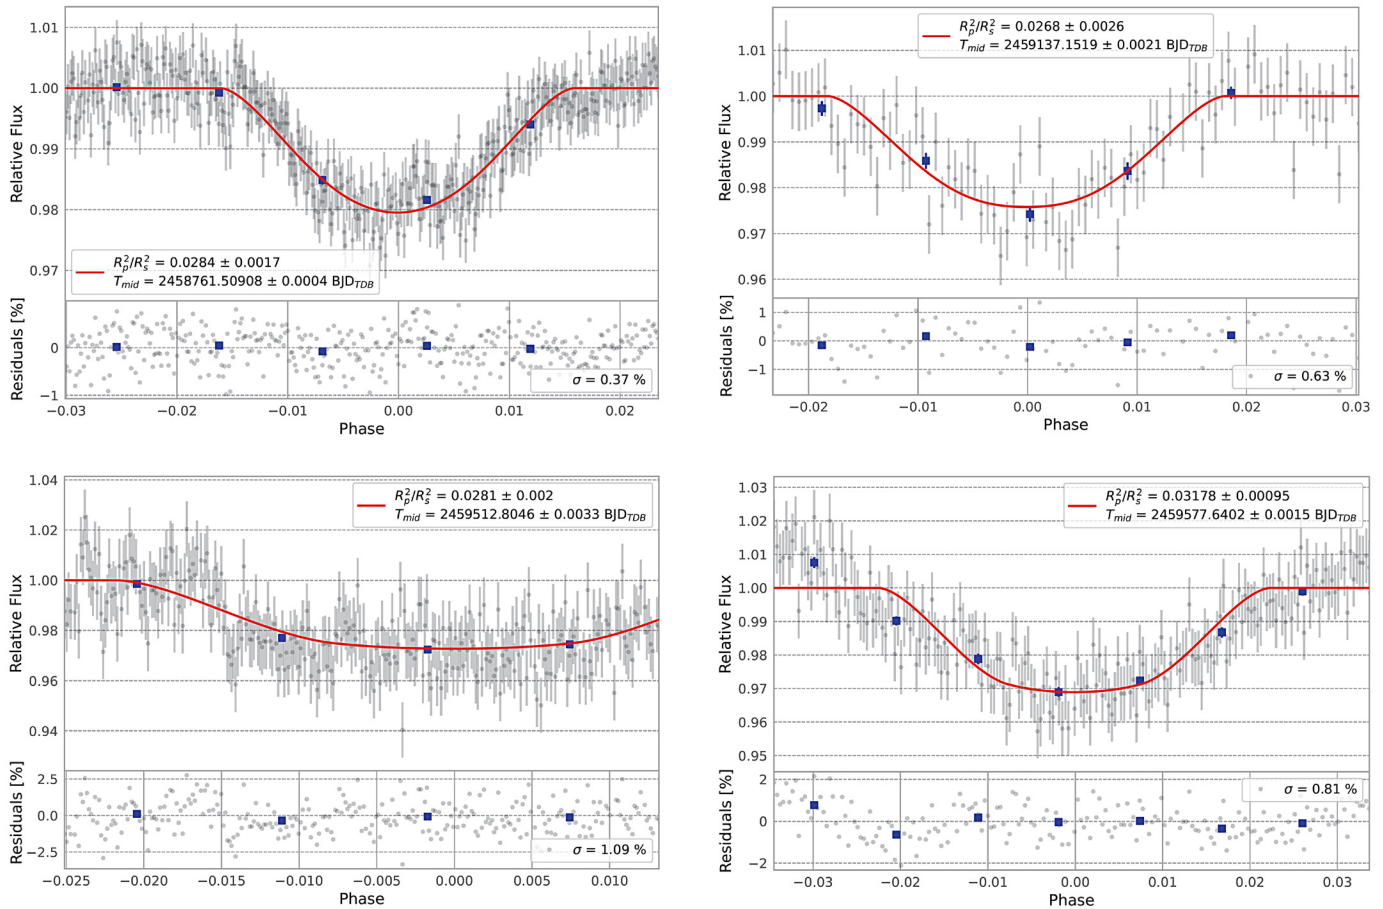 1.01
1.00
0.99
0.98
0.97
Relative Flux
R²ₚ/R²ₛ = 0.0284 ± 0.0017
Tₘᵢd = 2458761.50908 ± 0.0004 BJD_TDB
Residuals [%]
0
−1
σ = 0.37 %
−0.03 −0.02 −0.01 0.00 0.01 0.02
Phase
1.01
1.00
0.99
0.98
0.97
0.96
Relative Flux
R²ₚ/R²ₛ = 0.0268 ± 0.0026
Tₘᵢd = 2459137.1519 ± 0.0021 BJD_TDB
Residuals [%]
1
0
−1
σ = 0.63 %
−0.02 −0.01 0.00 0.01 0.02 0.03
Phase
1.04
1.02
1.00
0.98
0.96
0.94
Relative Flux
R²ₚ/R²ₛ = 0.0281 ± 0.002
Tₘᵢd = 2459512.8046 ± 0.0033 BJD_TDB
Residuals [%]
2.5
0.0
−2.5
σ = 1.09 %
−0.025 −0.020 −0.015 −0.010 −0.005 0.000 0.005 0.010
Phase
1.03
1.02
1.01
1.00
0.99
0.98
0.97
0.96
0.95
Relative Flux
R²ₚ/R²ₛ = 0.03178 ± 0.00095
Tₘᵢd = 2459577.6402 ± 0.0015 BJD_TDB
Residuals [%]
2
0
−2
σ = 0.81 %
−0.03 −0.02 −0.01 0.00 0.01 0.02 0.03
Phase